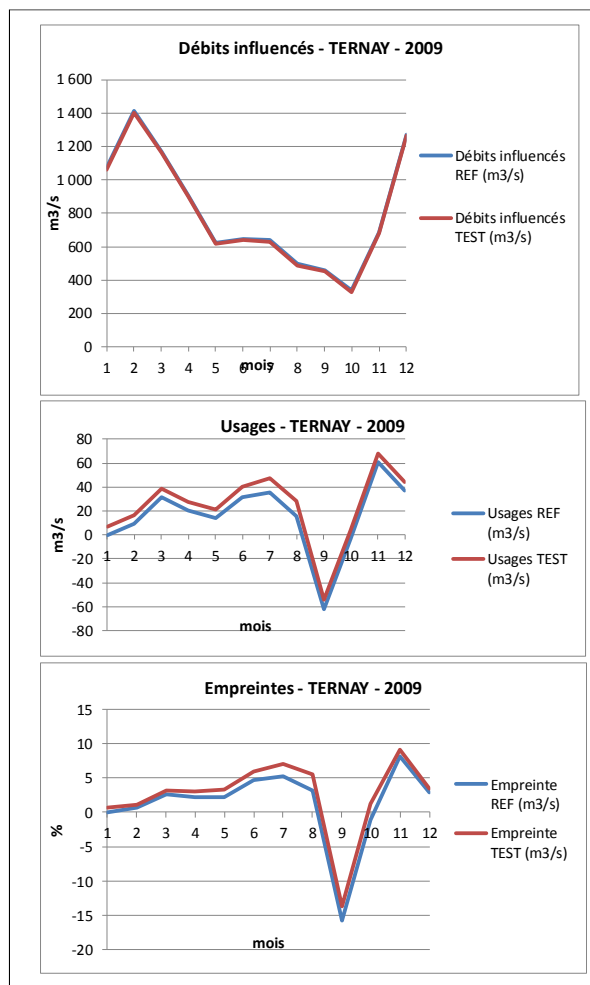 Débits influencés - TERNAY - 2009
1 600
1 400
1 200
1 000
800
600
400
200
0
m3/s
1 2 3 4 5 6 7 8 9 10 11 12
mois
Débits influencés
REF (m3/s)
Débits influencés
TEST (m3/s)
Usages - TERNAY - 2009
80
60
40
20
0
-20
-40
-60
-80
m3/s
1 2 3 4 5 6 7 8 9 10 11 12
mois
Usages REF
(m3/s)
Usages TEST
(m3/s)
Empreintes - TERNAY - 2009
15
10
5
0
-5
-10
-15
-20
%
1 2 3 4 5 6 7 8 9 10 11 12
mois
Empreinte
REF (m3/s)
Empreinte
TEST (m3/s)